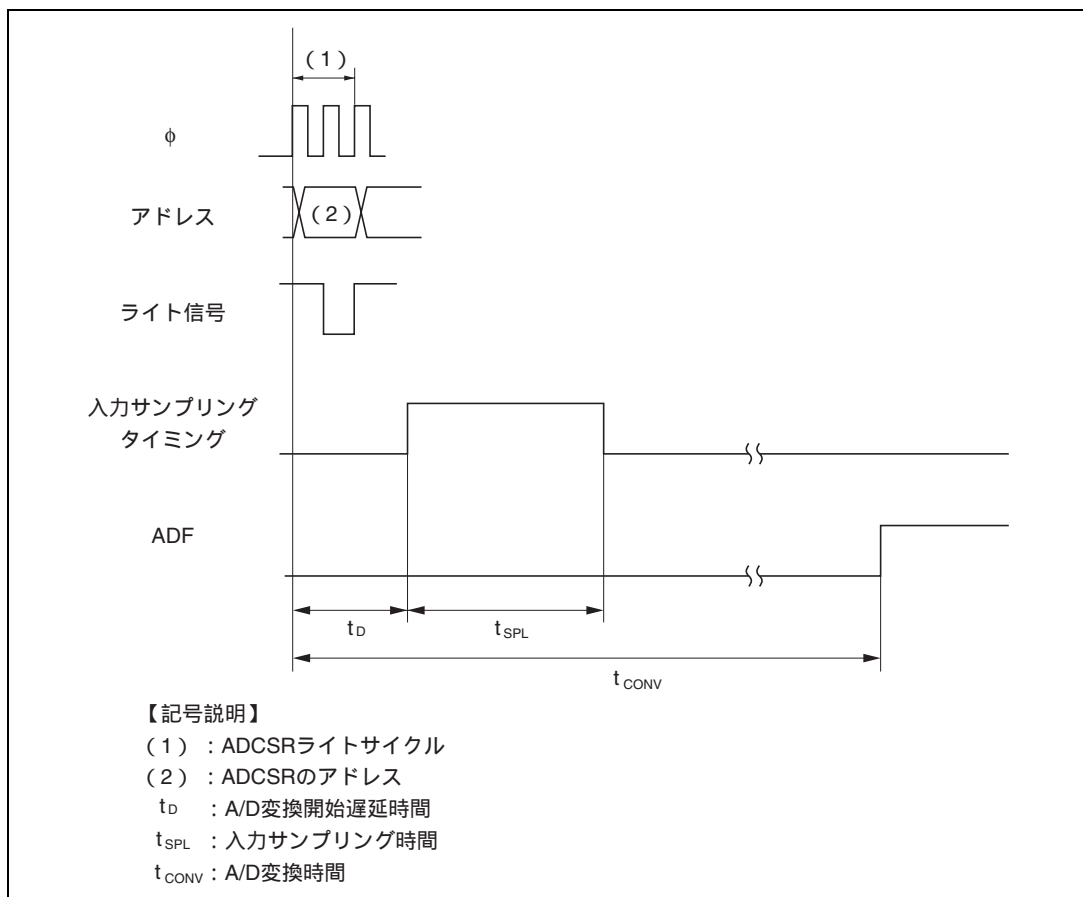 （1）
φ
アドレス
（2）
ライト信号
入力サンプリング
タイミング
ADF
tD
tSPL
tCONV
【記号説明】
（1）：ADCSRライトサイクル
（2）：ADCSRのアドレス
tD：A/D変換開始遅延時間
tSPL：入力サンプリング時間
tCONV：A/D変換時間